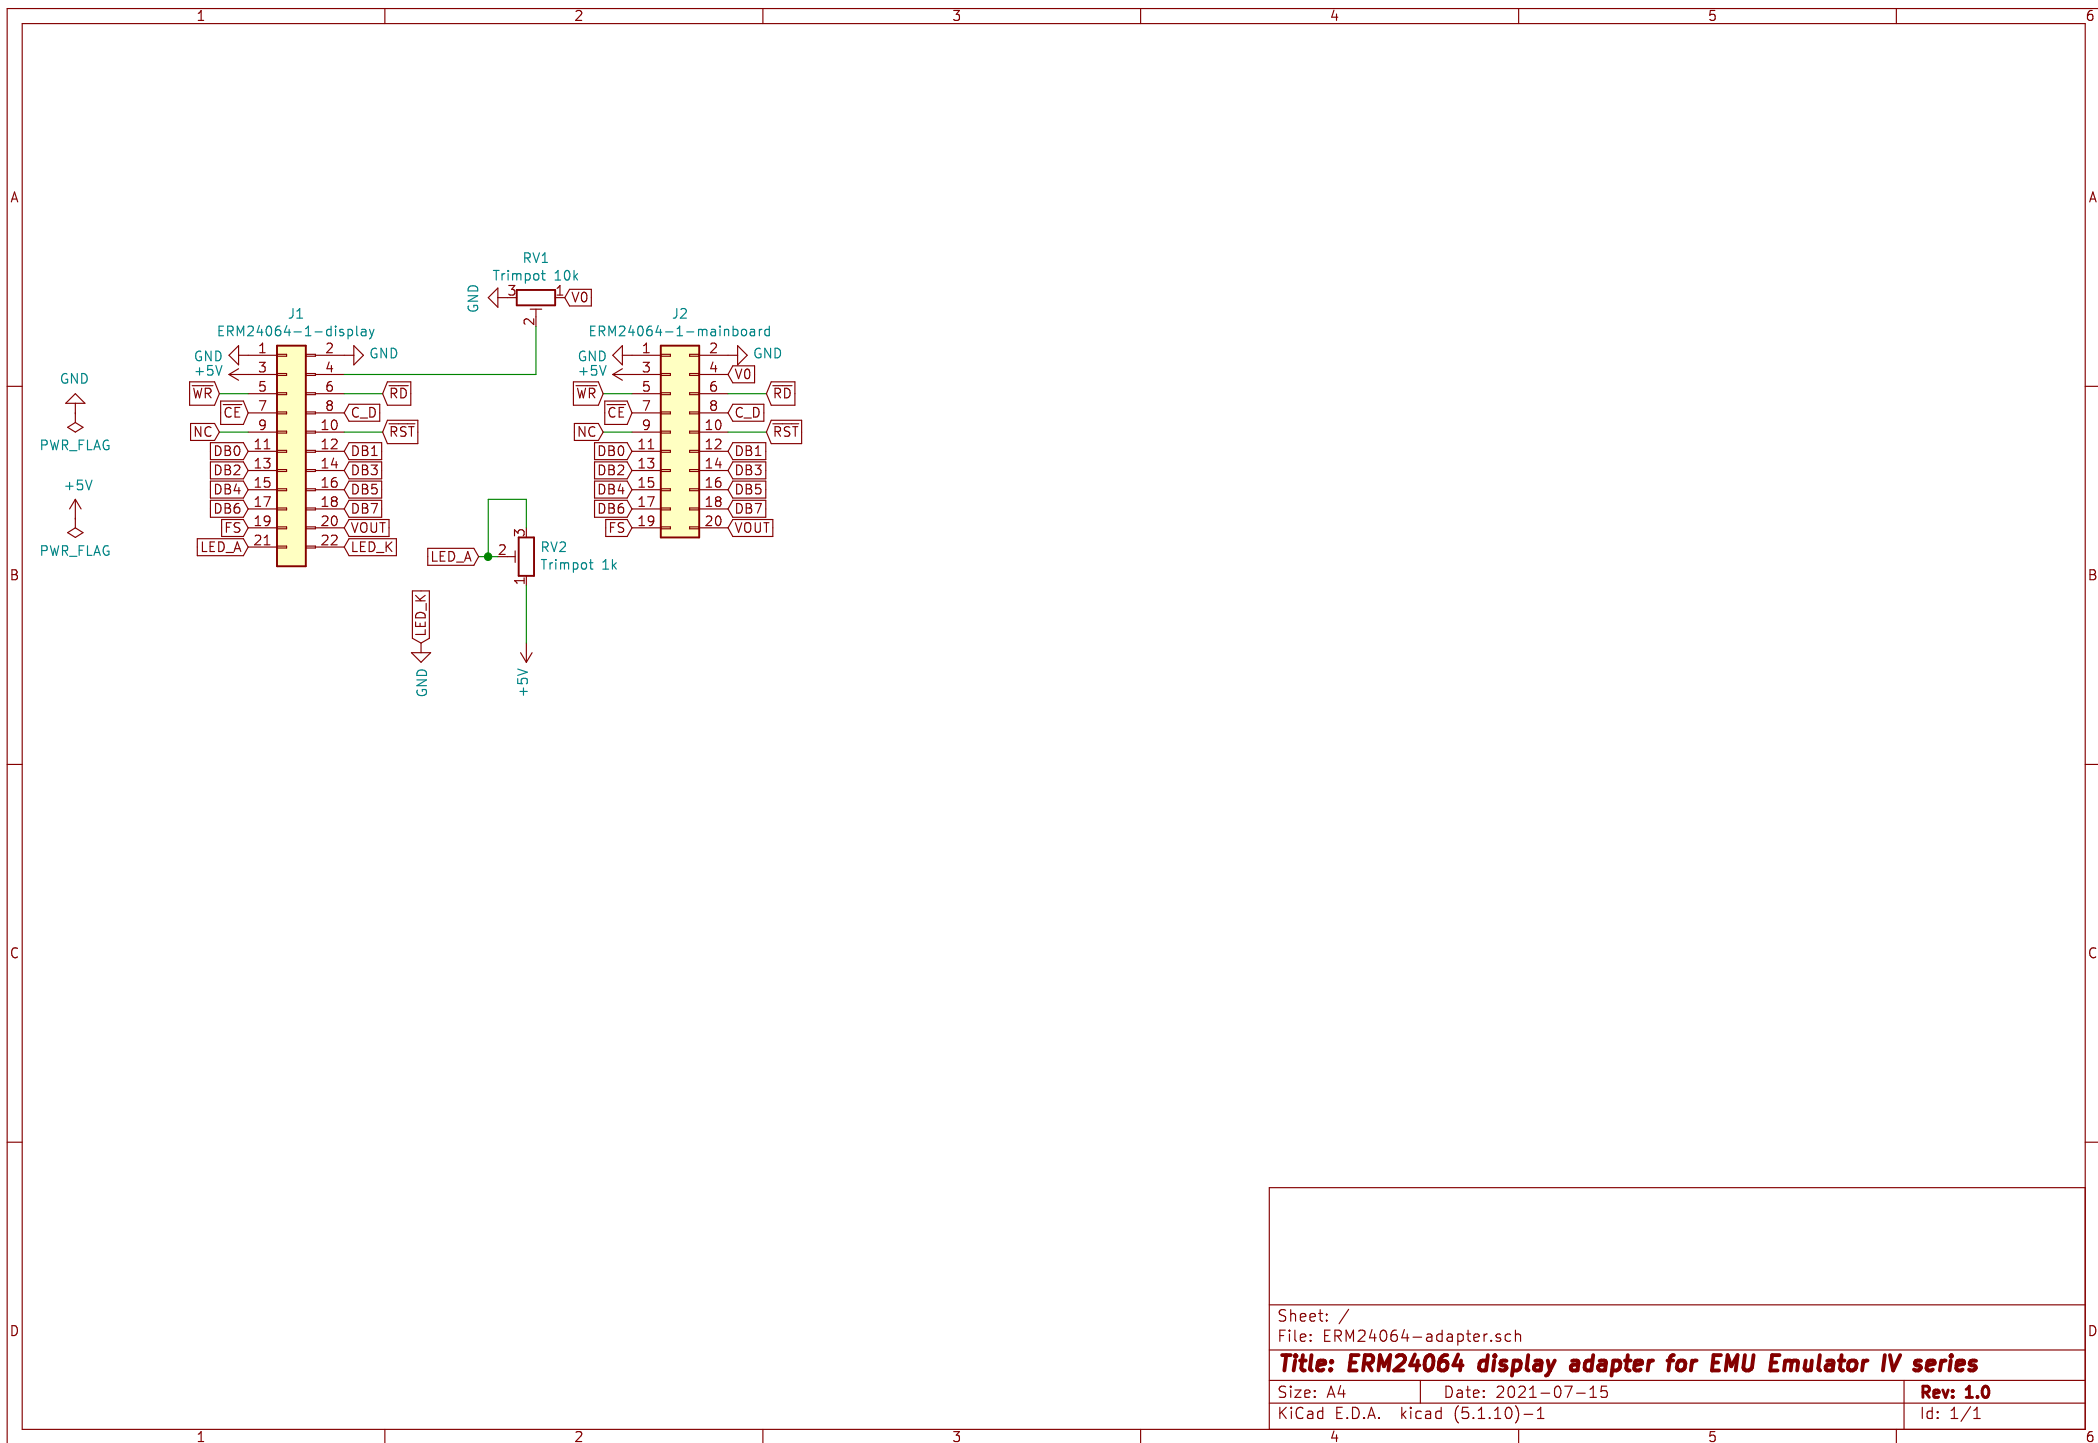 1 2 3 4 5 6
A A
RV1
Trimpot 10k
GND 3 1 V0
2
J1
ERM24064-1-display
GND 1 2 GND
+5V 3 4
WR 5 6 RD
CE 7 8 C_D
NC 9 10 RST
DB0 11 12 DB1
DB2 13 14 DB3
DB4 15 16 DB5
DB6 17 18 DB7
FS 19 20 VOUT
LED_A 21 22 LED_K
J2
ERM24064-1-mainboard
GND 1 2 GND
+5V 3 4 V0
WR 5 6 RD
CE 7 8 C_D
NC 9 10 RST
DB0 11 12 DB1
DB2 13 14 DB3
DB4 15 16 DB5
DB6 17 18 DB7
FS 19 20 VOUT
GND
PWR_FLAG
+5V
PWR_FLAG
3
LED_A 2 RV2
Trimpot 1k
1
LED_K
GND
+5V
B B
C C
D D
Sheet: /
File: ERM24064-adapter.sch
Title: ERM24064 display adapter for EMU Emulator IV series
Size: A4 Date: 2021-07-15 Rev: 1.0
KiCad E.D.A. kicad (5.1.10)-1 Id: 1/1
1 2 3 4 5 6